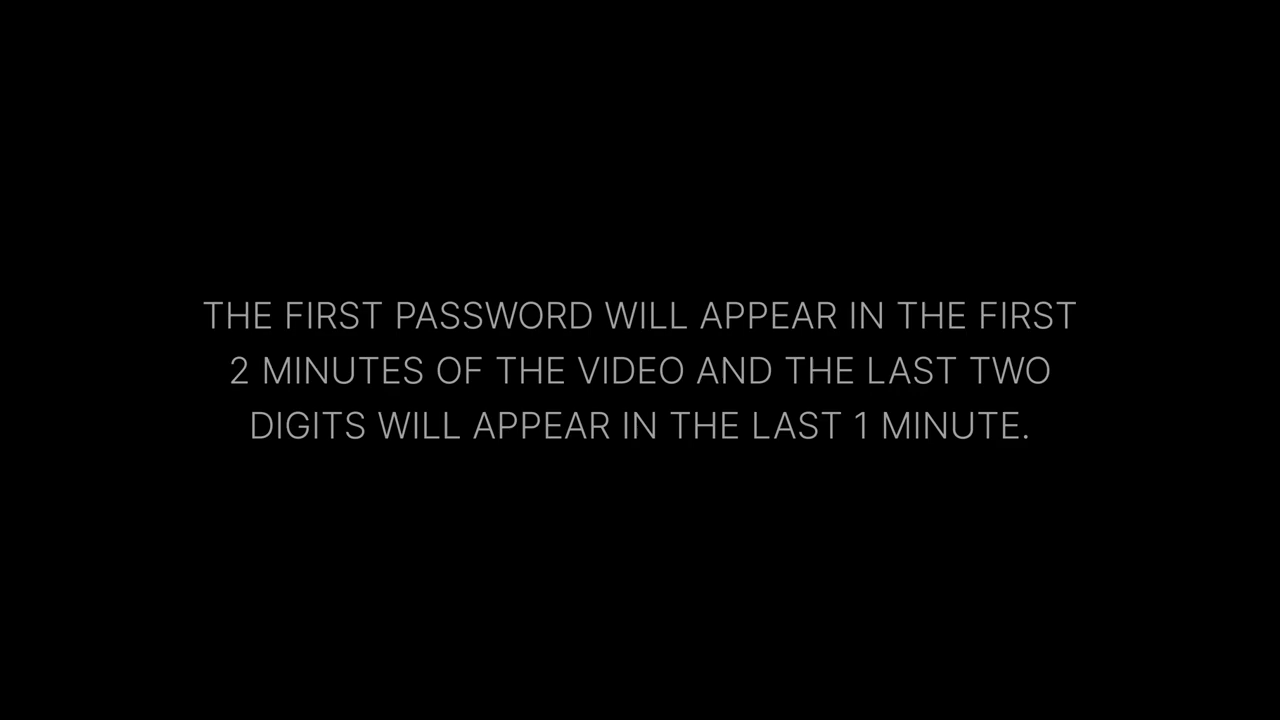 THE FIRST PASSWORD WILL APPEAR IN THE FIRST
2 MINUTES OF THE VIDEO AND THE LAST TWO
DIGITS WILL APPEAR IN THE LAST 1 MINUTE.